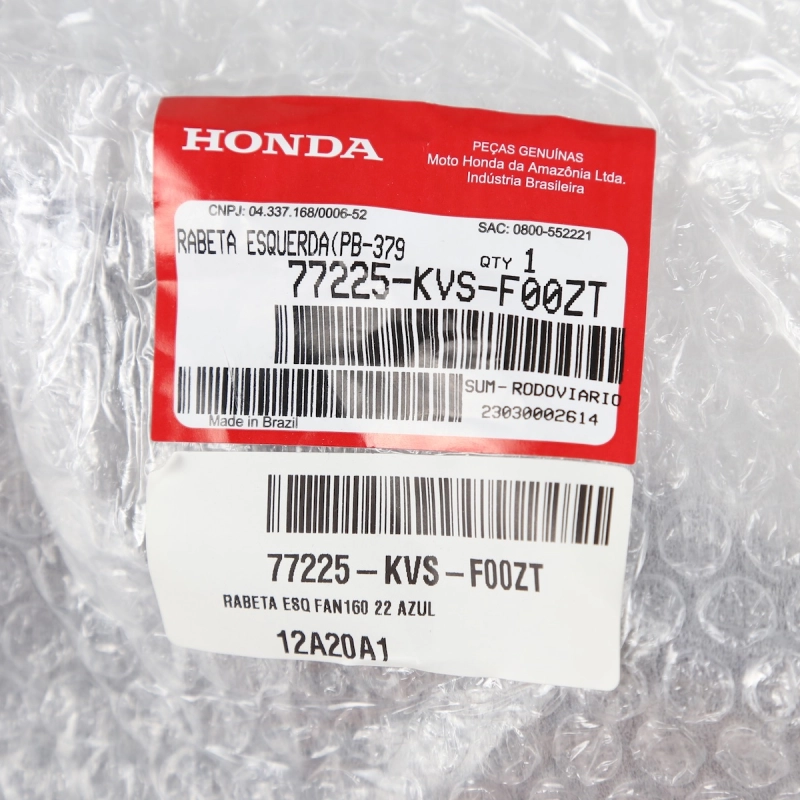 HONDA
PEÇAS GENUÍNAS
Moto Honda da Amazônia Ltda.
Indústria Brasileira
CNPJ: 04.337.168/0006-52
SAC: 0800-552221
RABETA ESQUERDA(PB-379
QTY 1
77225-KVS-F00ZT
SUM-RODOVIARIO
23030002614
Made in Brazil
77225-KVS-F00ZT
RABETA ESQ FAN160 22 AZUL
12A20A1